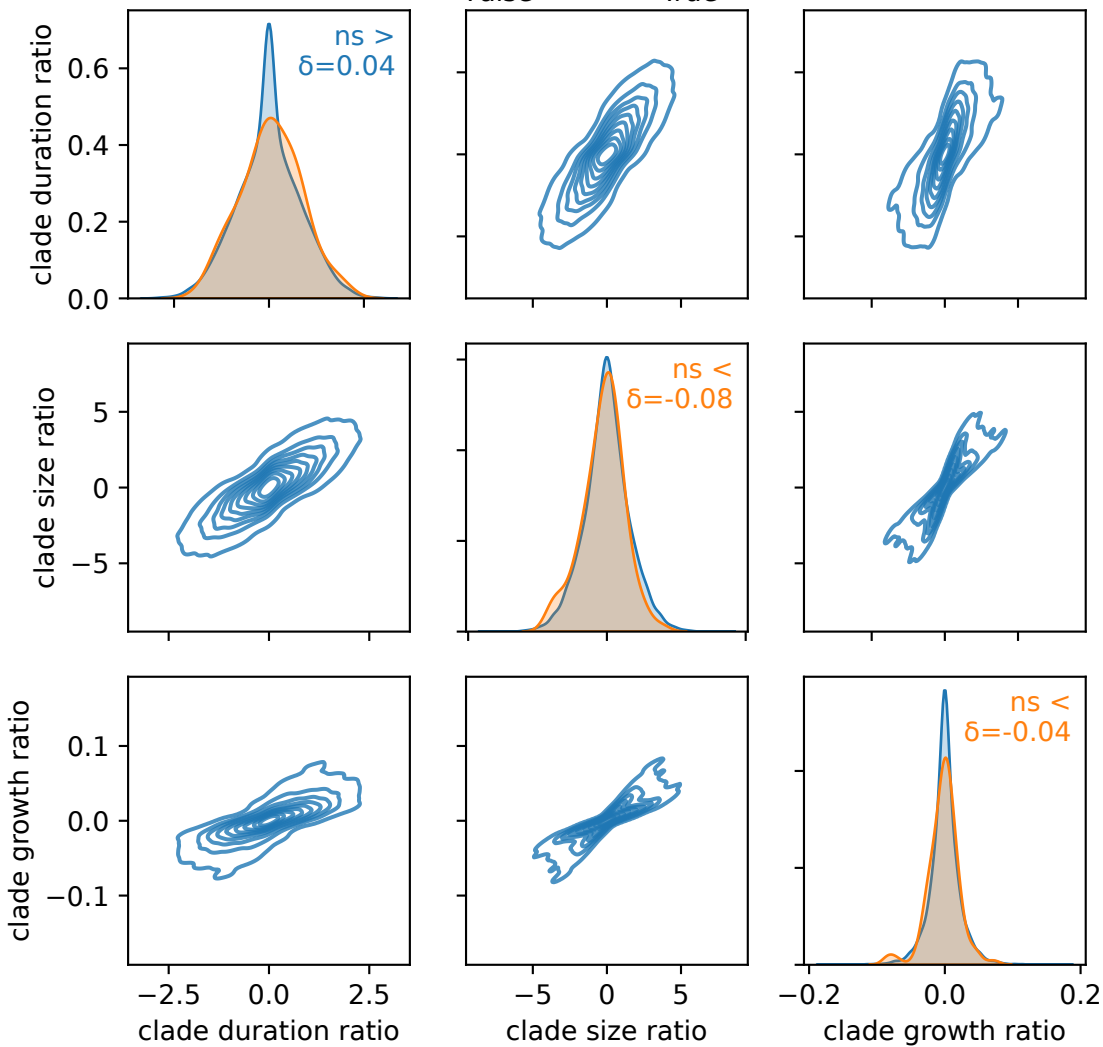 clade duration ratio
0.6
0.4
0.2
0.0
ns >
δ=0.04
clade size ratio
5
0
−5
ns <
δ=-0.08
clade growth ratio
0.1
0.0
−0.1
ns <
δ=-0.04
−2.5 0.0 2.5
−5 0 5
−0.2 0.0 0.2
clade duration ratio
clade size ratio
clade growth ratio